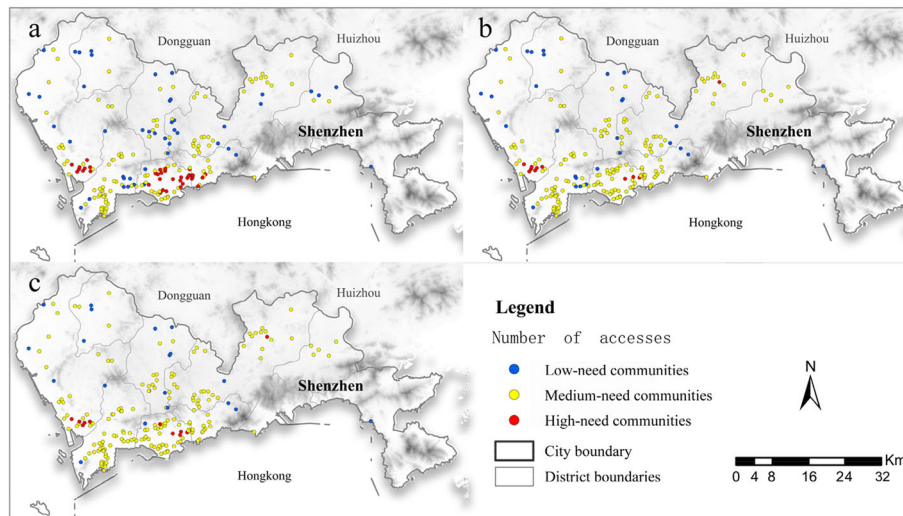 a
Dongguan
Huizhou
Shenzhen
Hongkong
b
Dongguan
Huizhou
Shenzhen
Hongkong
c
Dongguan
Huizhou
Shenzhen
Hongkong
Legend
Number of accesses
Low-need communities
Medium-need communities
High-need communities
City boundary
District boundaries
N
Km
0 4 8 16 24 32